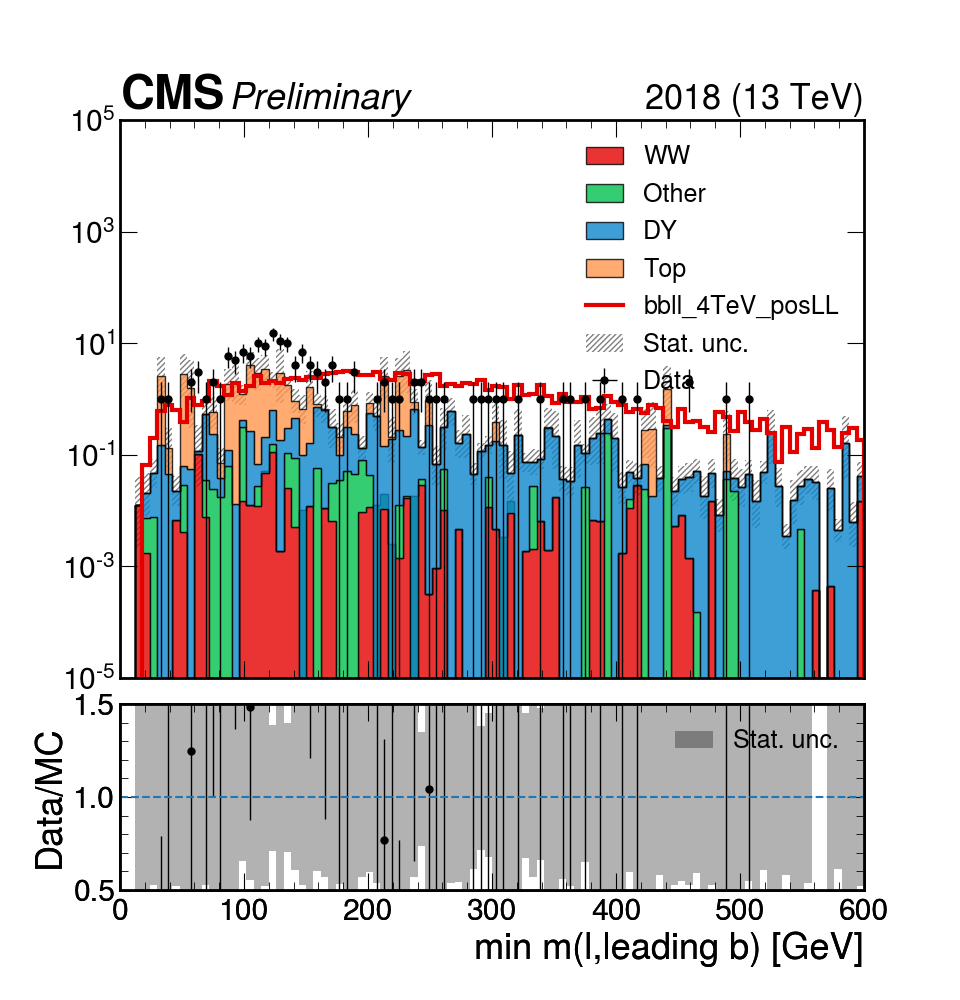 CMS Preliminary 2018 (13 TeV)
10^5
10^3
10^1
10^-1
10^-3
10^-5
WW
Other
DY
Top
bbll_4TeV_posLL
Stat. unc.
Data
1.5
1.0
0.5
Data/MC
Stat. unc.
0 100 200 300 400 500 600
min m(l,leading b) [GeV]